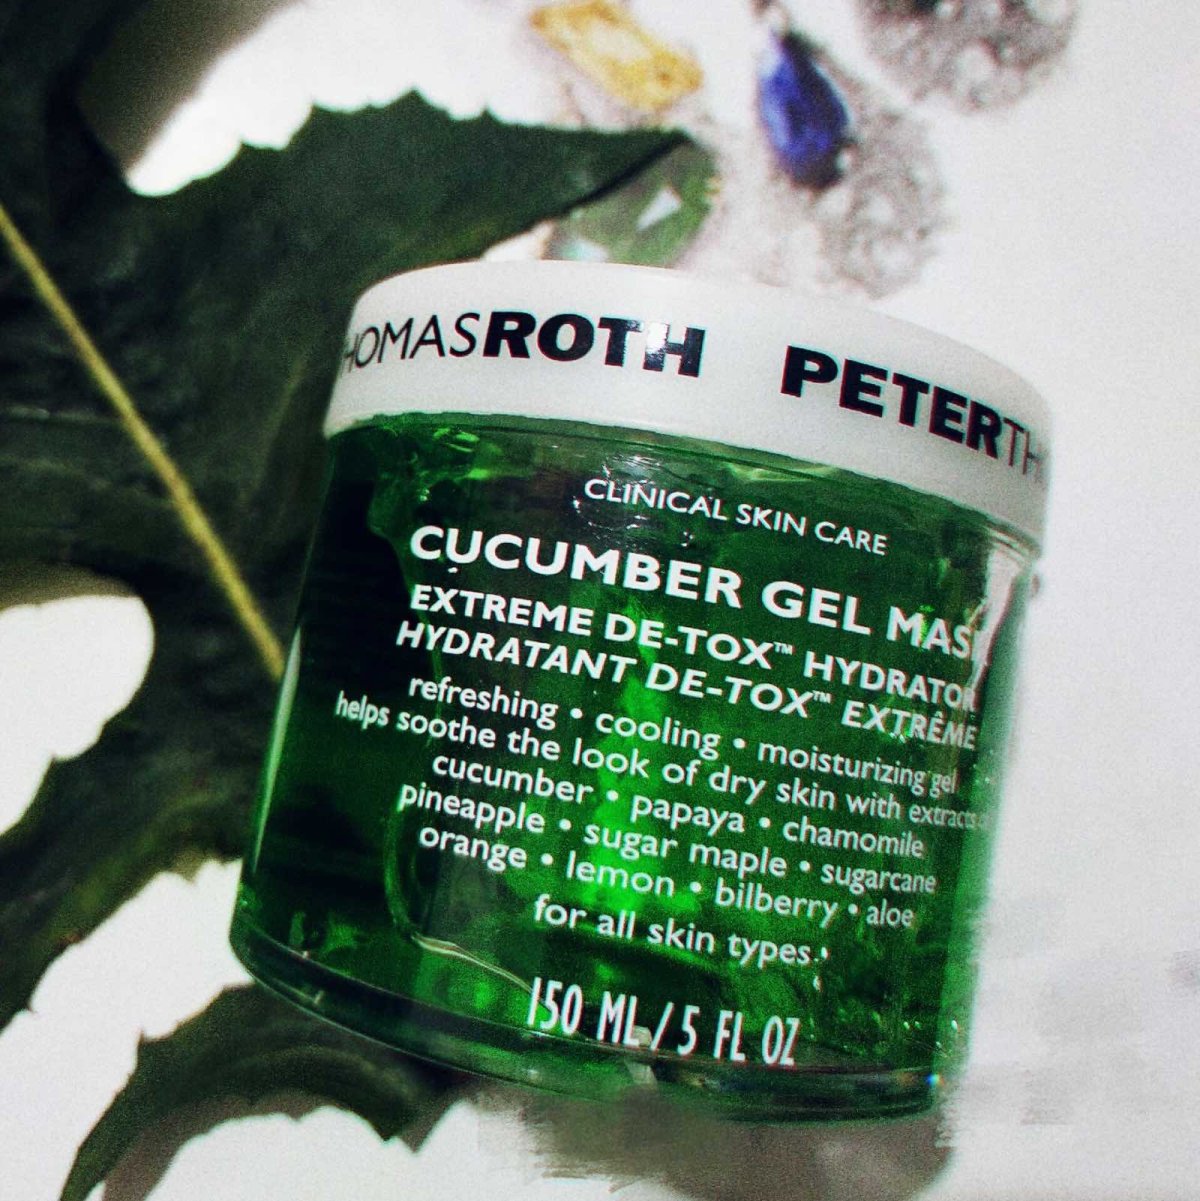 HOMASROTH PETERTH
CLINICAL SKIN CARE
CUCUMBER GEL MASK
EXTREME DE-TOX™ HYDRATOR
HYDRATANT DE-TOX™ EXTRÊME
refreshing • cooling • moisturizing gel
helps soothe the look of dry skin with extracts
cucumber • papaya • chamomile
pineapple • sugar maple • sugarcane
orange • lemon • bilberry • aloe
for all skin types.
150 ML / 5 FL OZ